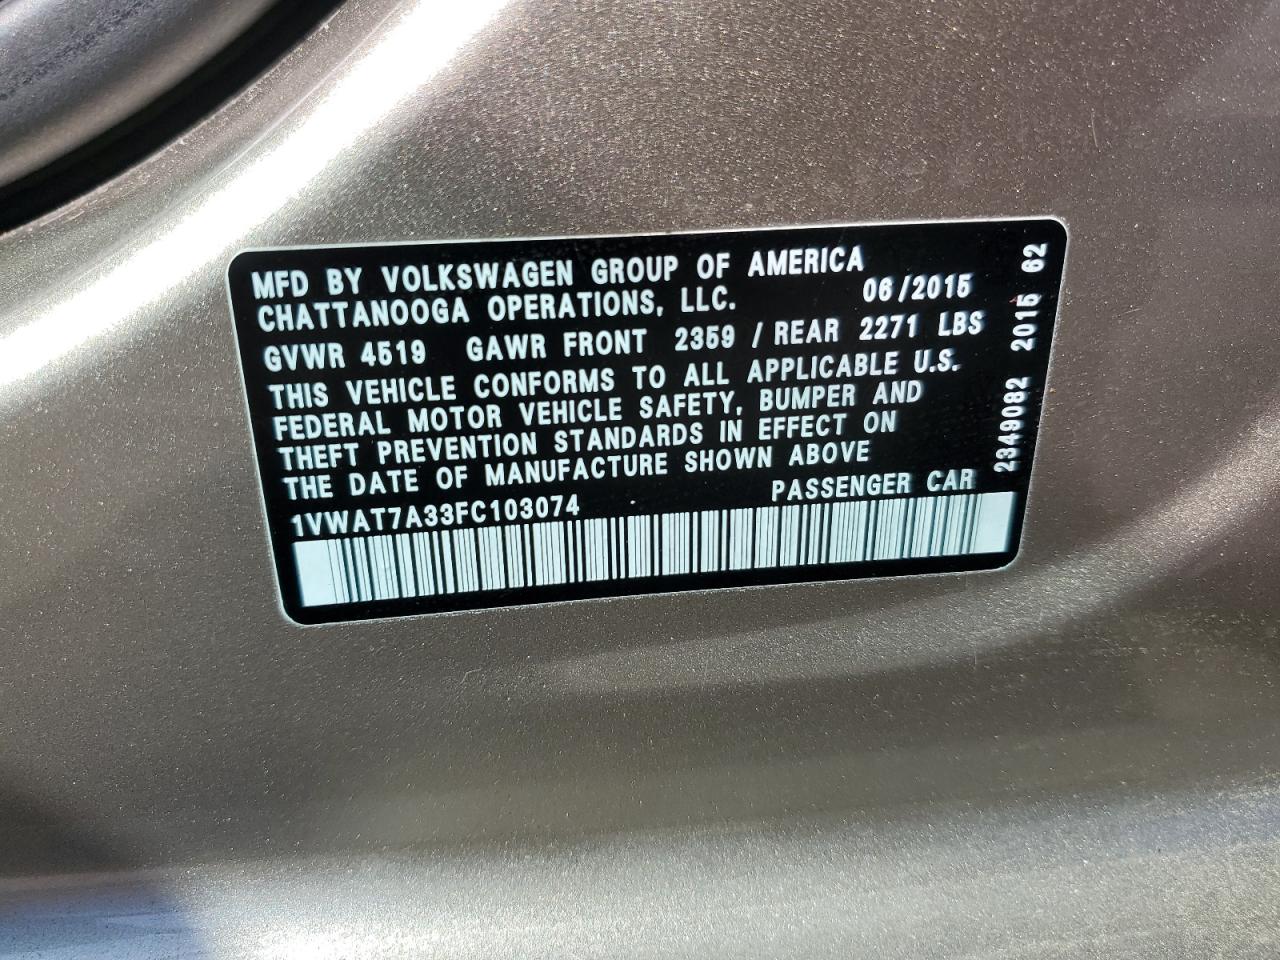 MFD BY VOLKSWAGEN GROUP OF AMERICA
CHATTANOOGA OPERATIONS, LLC. 06/2015
GVWR 4519 GAWR FRONT 2359 / REAR 2271 LBS
THIS VEHICLE CONFORMS TO ALL APPLICABLE U.S.
FEDERAL MOTOR VEHICLE SAFETY, BUMPER AND
THEFT PREVENTION STANDARDS IN EFFECT ON
THE DATE OF MANUFACTURE SHOWN ABOVE
1VWAT7A33FC103074 PASSENGER CAR
2349082 2015 62